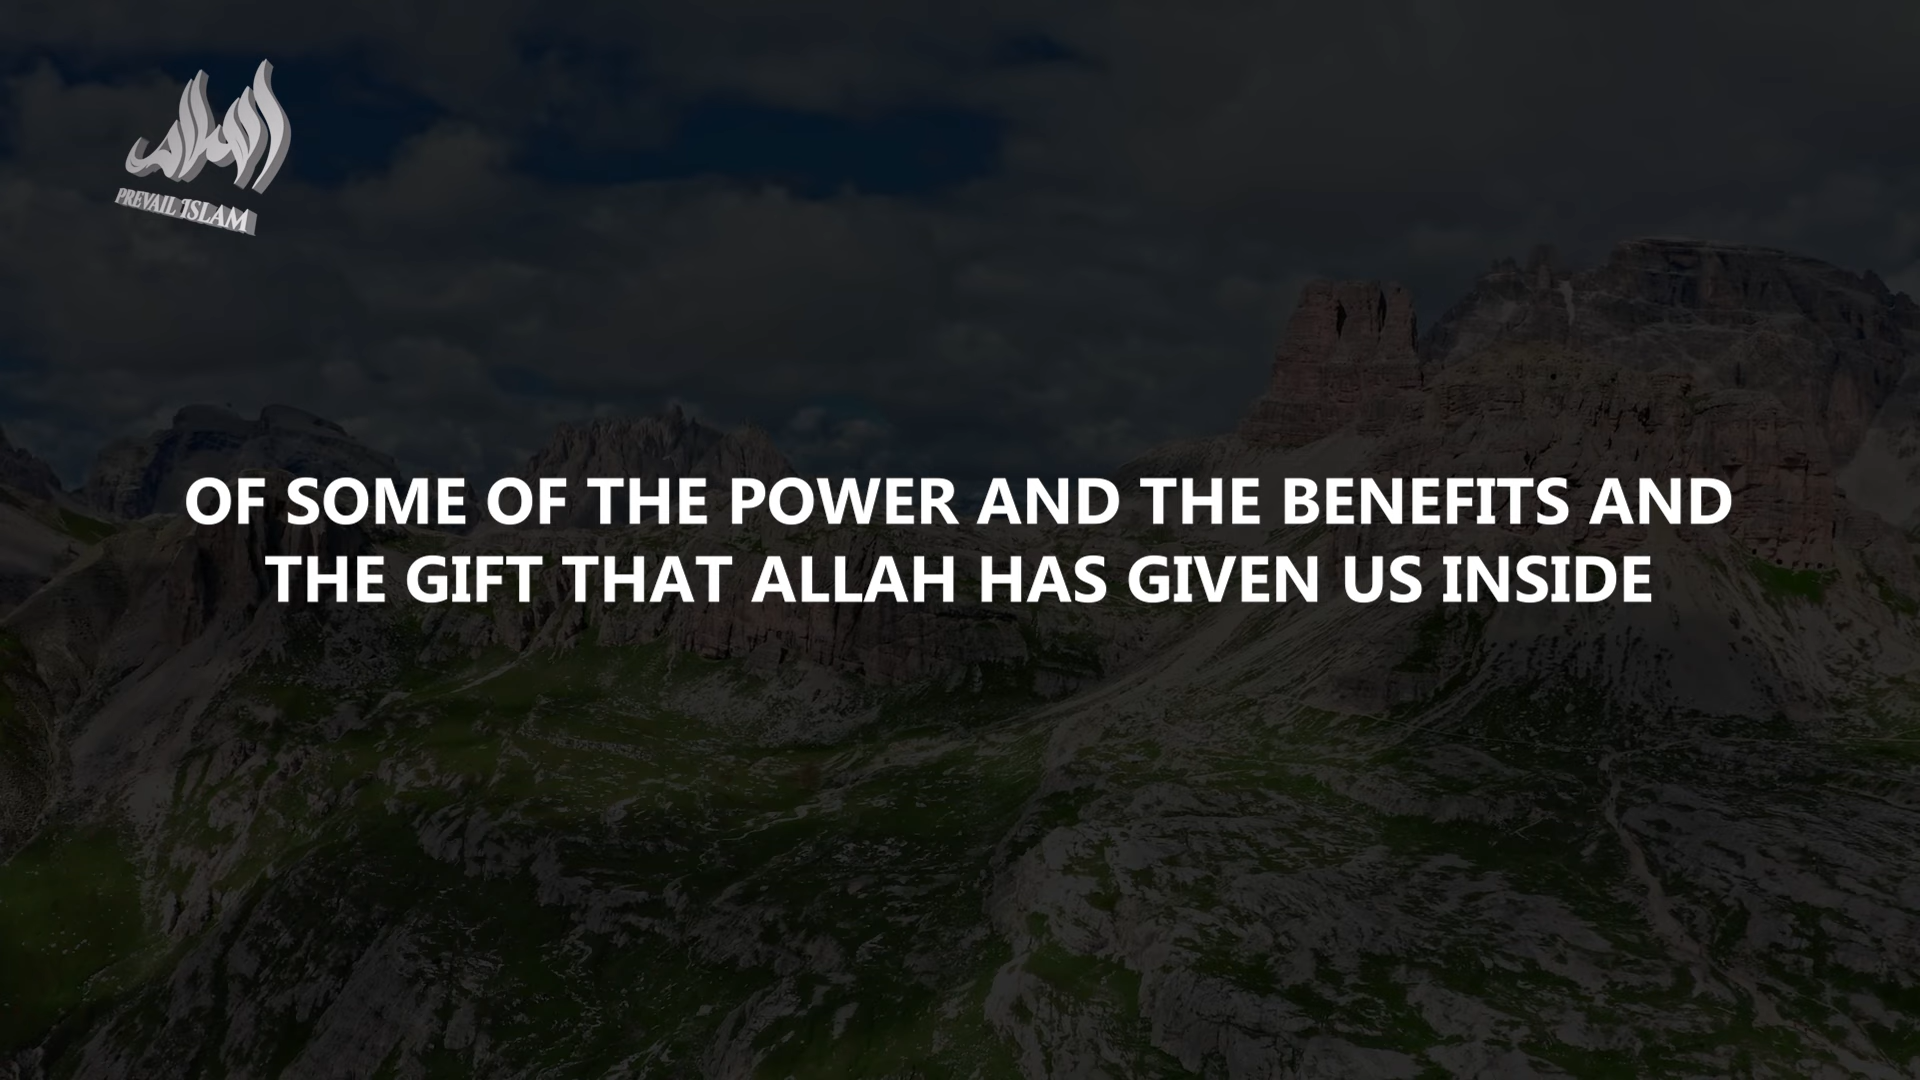 PREVAIL ISLAM
OF SOME OF THE POWER AND THE BENEFITS AND
THE GIFT THAT ALLAH HAS GIVEN US INSIDE